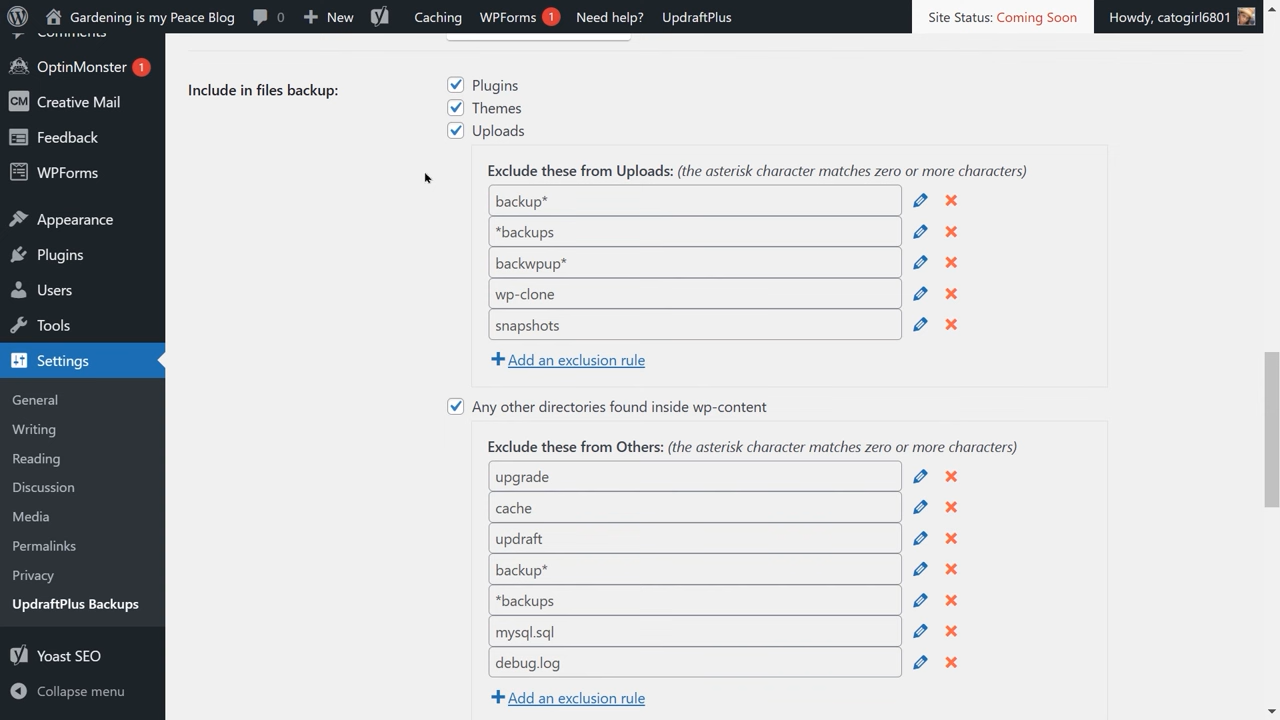 Gardening is my Peace Blog 0 New Caching WPForms 1 Need help? UpdraftPlus Site Status: Coming Soon Howdy, catogirl6801
Comments
OptinMonster 1
CM Creative Mail
Feedback
WPForms
Appearance
Plugins
Users
Tools
Settings
General
Writing
Reading
Discussion
Media
Permalinks
Privacy
UpdraftPlus Backups
Yoast SEO
Collapse menu
Include in files backup:
Plugins
Themes
Uploads
Exclude these from Uploads: (the asterisk character matches zero or more characters)
backup*
*backups
backwpup*
wp-clone
snapshots
Add an exclusion rule
Any other directories found inside wp-content
Exclude these from Others: (the asterisk character matches zero or more characters)
upgrade
cache
updraft
backup*
*backups
mysql.sql
debug.log
Add an exclusion rule